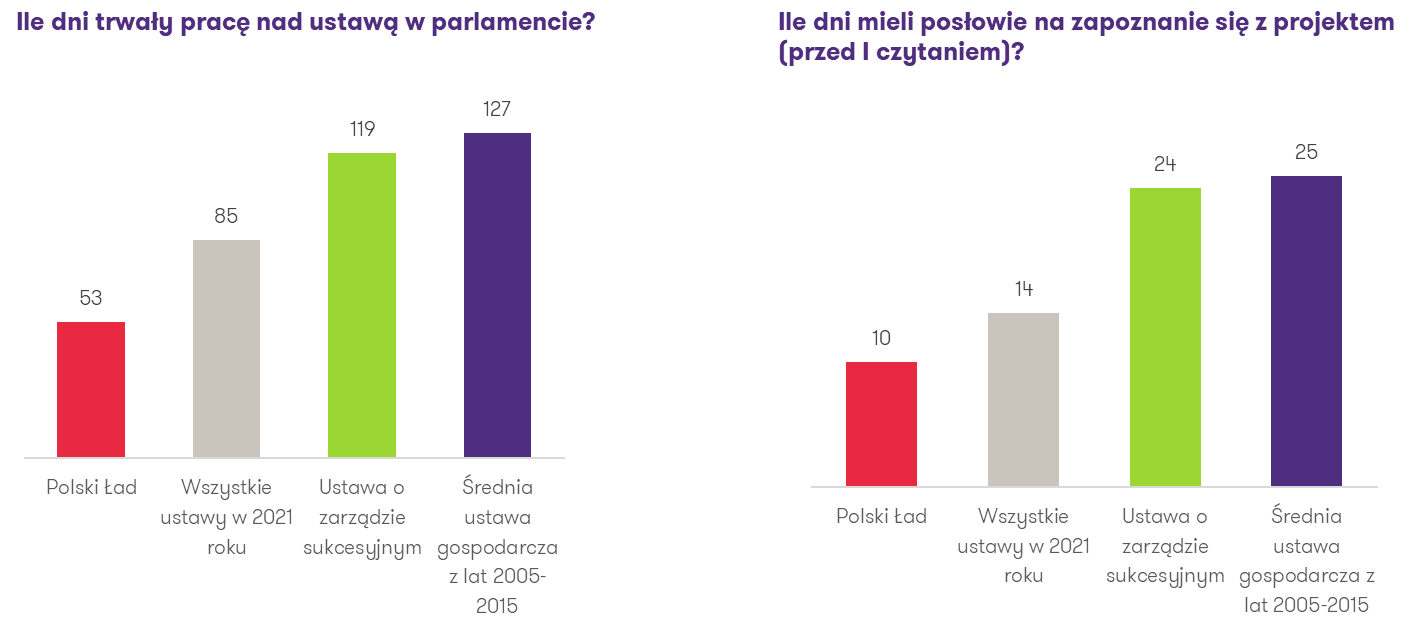 Ile dni trwały pracę nad ustawą w parlamencie?
127
119
85
53
Polski Ład
Wszystkie
ustawy w 2021
roku
Ustawa o
zarządzie
sukcesyjnym
Średnia
ustawa
gospodarcza
z lat 2005-
2015
Ile dni mieli posłowie na zapoznanie się z projektem
(przed I czytaniem)?
25
24
14
10
Polski Ład
Wszystkie
ustawy w 2021
roku
Ustawa o
zarządzie
sukcesyjnym
Średnia
ustawa
gospodarcza z
lat 2005-2015